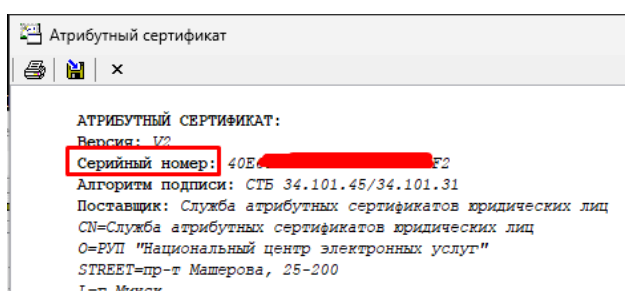 Атрибутный сертификат
АТРИБУТНЫЙ СЕРТИФИКАТ:
Версия: V2
Серийный номер: 40E F2
Алгоритм подписи: СТБ 34.101.45/34.101.31
Поставщик: Служба атрибутных сертификатов юридических лиц
CN=Служба атрибутных сертификатов юридических лиц
O=РУП "Национальный центр электронных услуг"
STREET=пр-т Машерова, 25-200
L=г.Минск